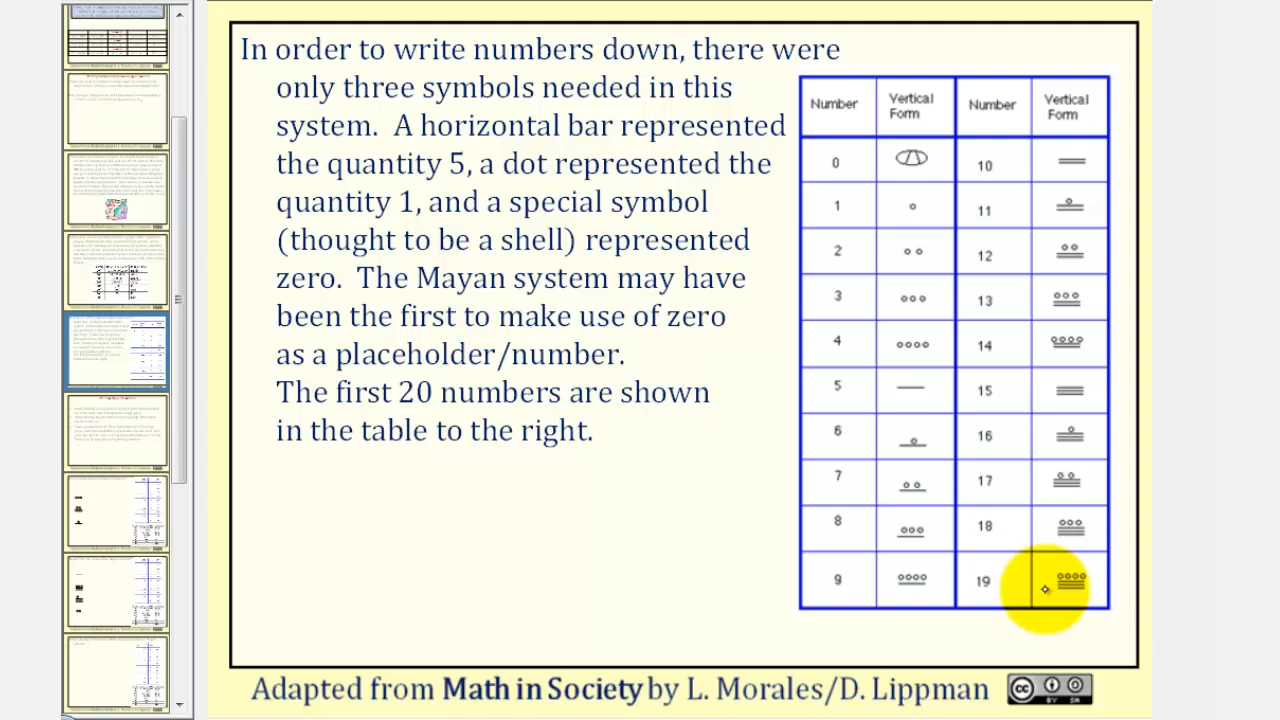 In order to write numbers down, there were
only three symbols needed in this
system. A horizontal bar represented
the quantity 5, a dot represented the
quantity 1, and a special symbol
(thought to be a shell) represented
zero. The Mayan system may have
been the first to make use of zero
as a placeholder/number.
The first 20 numbers are shown
in the table to the right.
Number Vertical Form Number Vertical Form
0 10
1 11
2 12
3 13
4 14
5 15
6 16
7 17
8 18
9 19
Adapted from Math in Society by L. Morales/D. Lippman
cc BY SA